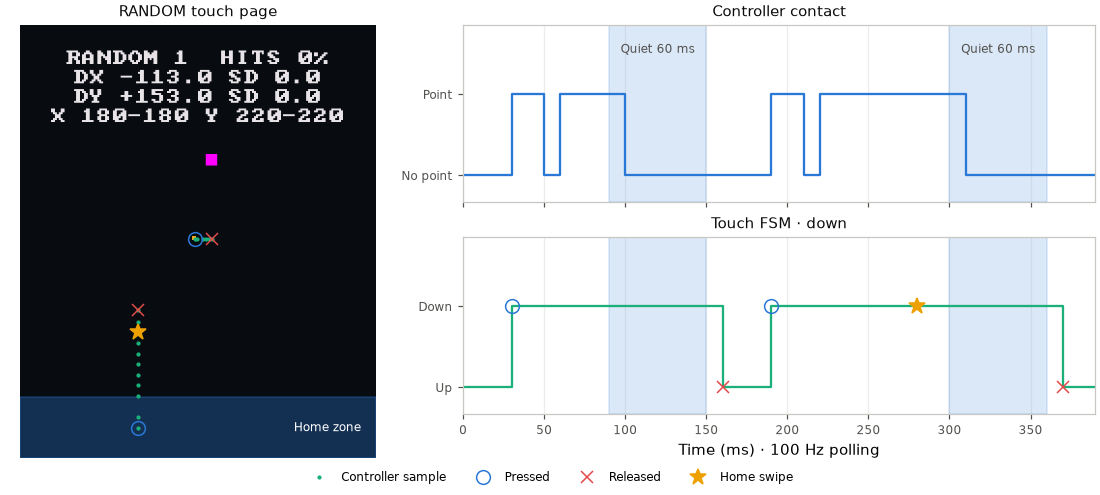 RANDOM touch page
RANDOM 1 HITS 0%
DX -113.0 SD 0.0
DY +153.0 SD 0.0
X 180-180 Y 220-220
Home zone
Controller contact
Quiet 60 ms
Quiet 60 ms
Point
No point
Touch FSM · down
Down
Up
0 50 100 150 200 250 300 350
Time (ms) · 100 Hz polling
Controller sample Pressed Released Home swipe